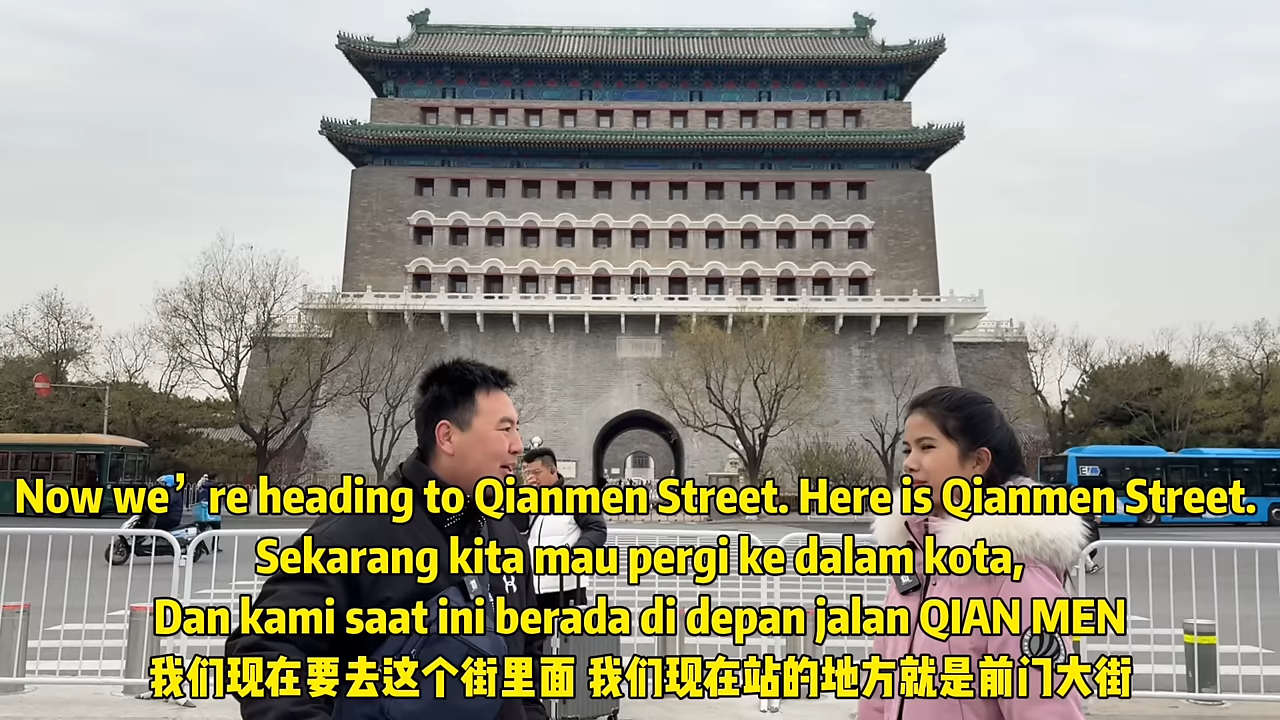 Now we’re heading to Qianmen Street. Here is Qianmen Street.
Sekarang kita mau pergi ke dalam kota,
Dan kami saat ini berada di depan jalan QIAN MEN
我们现在要去这个街里面 我们现在站的地方就是前门大街